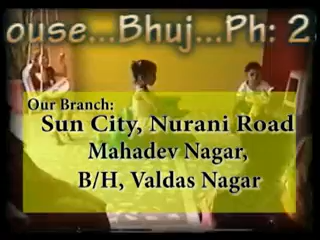 ouse...Bhuj...Ph: 2
Our Branch:
Sun City, Nurani Road
Mahadev Nagar,
B/H, Valdas Nagar